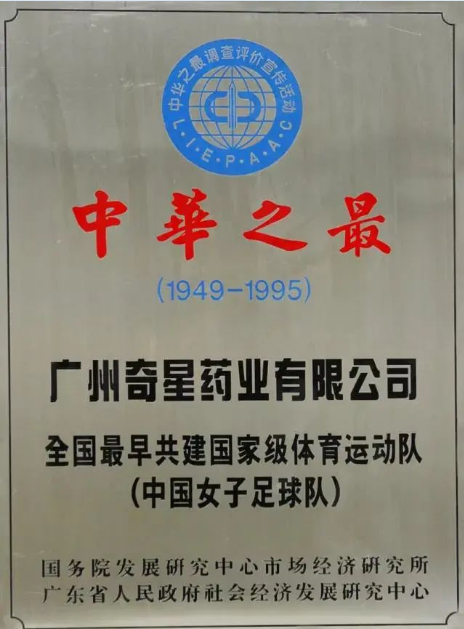 中华之最调查评价宣传活动
L·I·E·P·A·A·C
中華之最
(1949-1995)
广州奇星药业有限公司
全国最早共建国家级体育运动队
(中国女子足球队)
国务院发展研究中心市场经济研究所
广东省人民政府社会经济发展研究中心